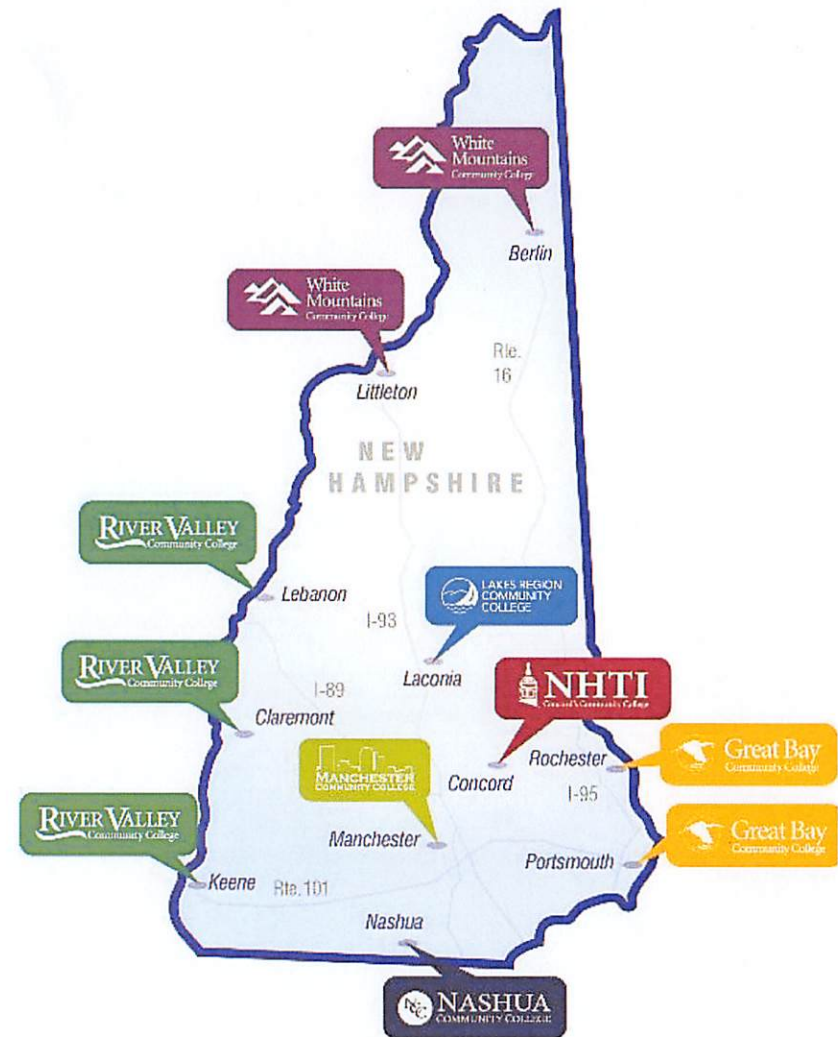 White
Mountains
Community College
Berlin
White
Mountains
Community College
Rte.
16
Littleton
NEW
HAMPSHIRE
RIVER VALLEY
Community College
Lebanon
LAKES REGION
COMMUNITY
COLLEGE
I-93
RIVER VALLEY
Community College
Laconia
I-89
NHTI
Concord's Community College
Claremont
MANCHESTER
COMMUNITY COLLEGE
Rochester
Great Bay
Community College
Concord
I-95
RIVER VALLEY
Community College
Manchester
Great Bay
Community College
Portsmouth
Keene
Rte. 101
Nashua
NCC
NASHUA
COMMUNITY COLLEGE